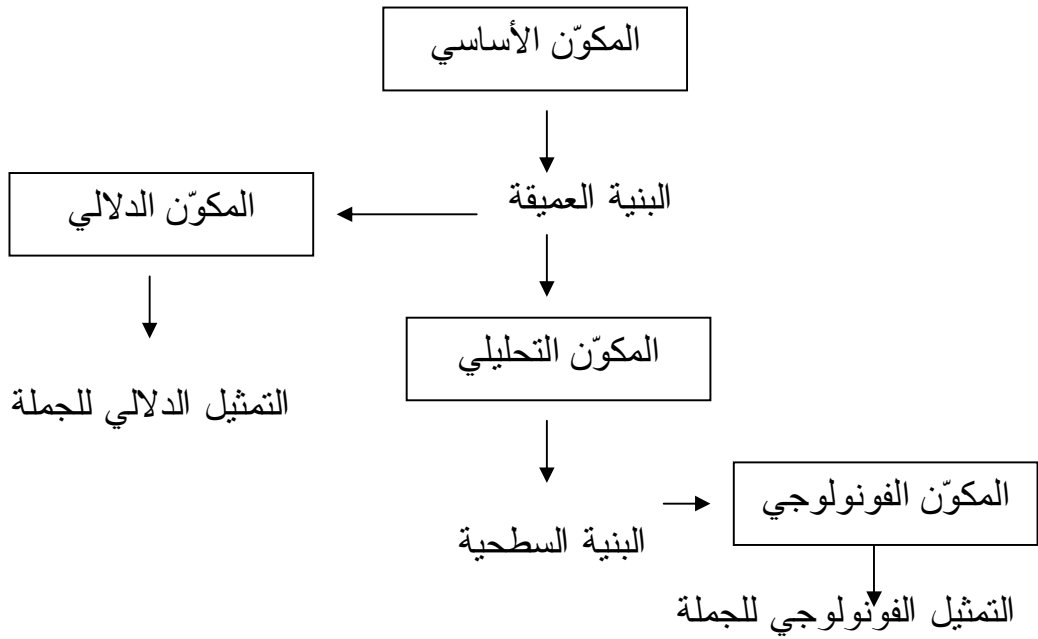 المكوّن الأساسي
البنية العميقة
المكوّن الدلالي
المكوّن التحليلي
التمثيل الدلالي للجملة
المكوّن الفونولوجي
البنية السطحية
التمثيل الفونولوجي للجملة